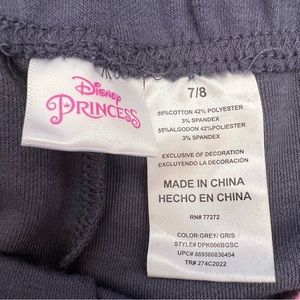 Disney
PRINCESS
7/8
55%COTTON 42% POLYESTER
3% SPANDEX
55%ALGODON 42%POLIESTER
3% SPANDEX
EXCLUSIVE OF DECORATION
EXCLUYENDO LA DECORACIÓN
MADE IN CHINA
HECHO EN CHINA
RN# 77272
COLOR:GREY/ GRIS
STYLE# DPK006BGSC
UPC# 889560836454
TR# 274C2022